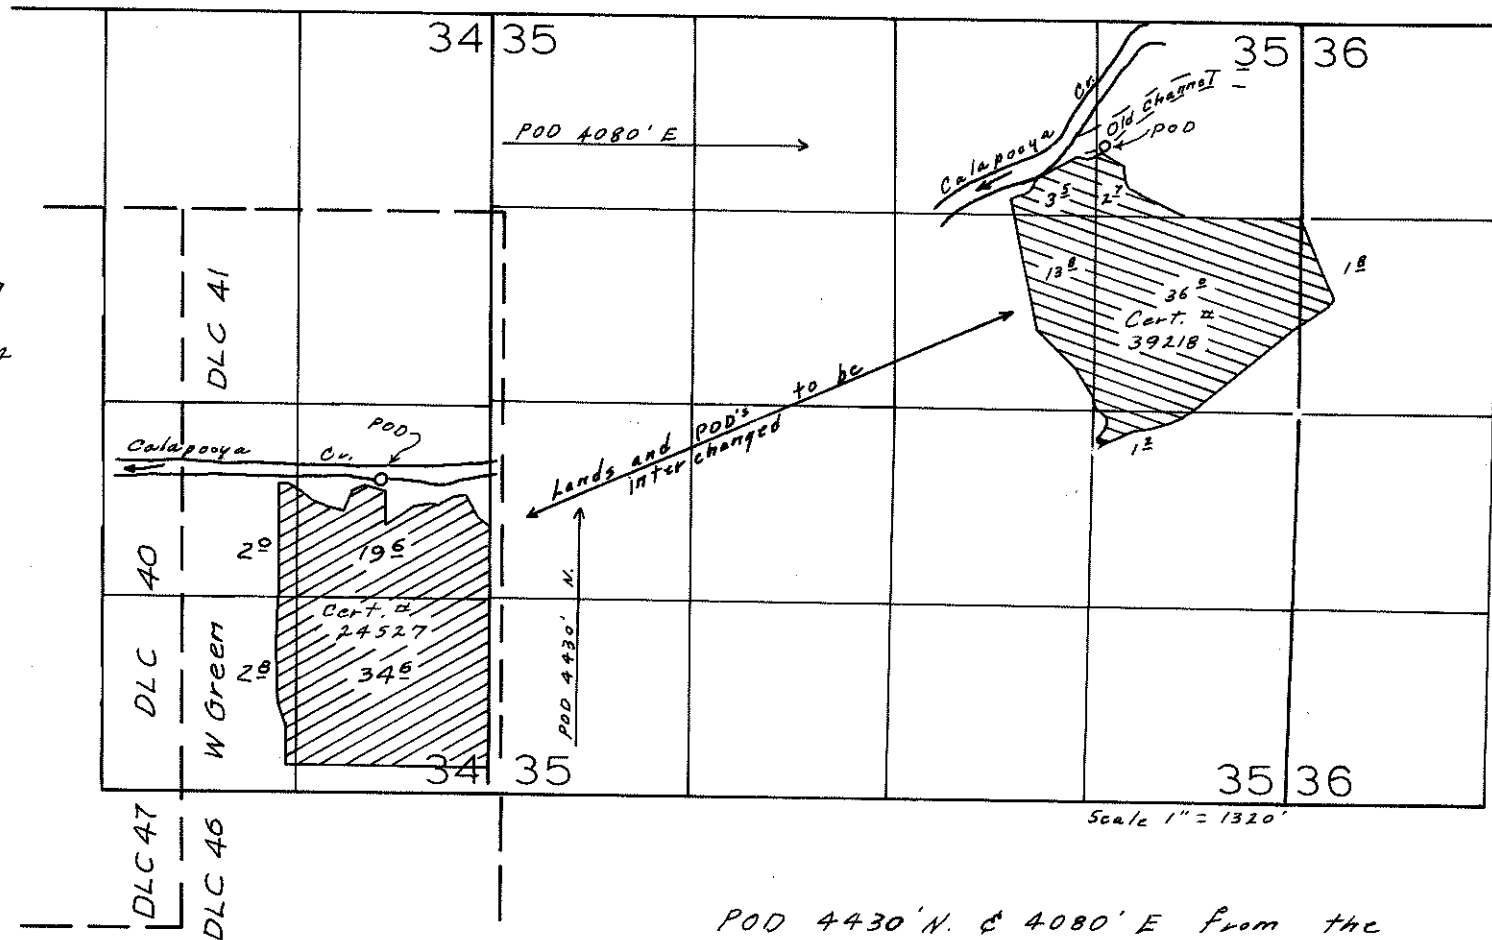 34 35
35 36
POD 4080' E
Calapooya Cr.
Old Channel
POD
3 5
2 7
13 8
36 0
Cert. #
39218
1 8
1 2
DLC 41
Lands and POD's to be
interchanged
Calapooya Cr.
POD
2 0
19 6
Cert. #
24527
2 8
34 6
DLC 40
W Green
POD 4430' N.
34 35
35 36
Scale 1" = 1320'
DLC 47
DLC 46
POD 4430' N. & 4080' E from the